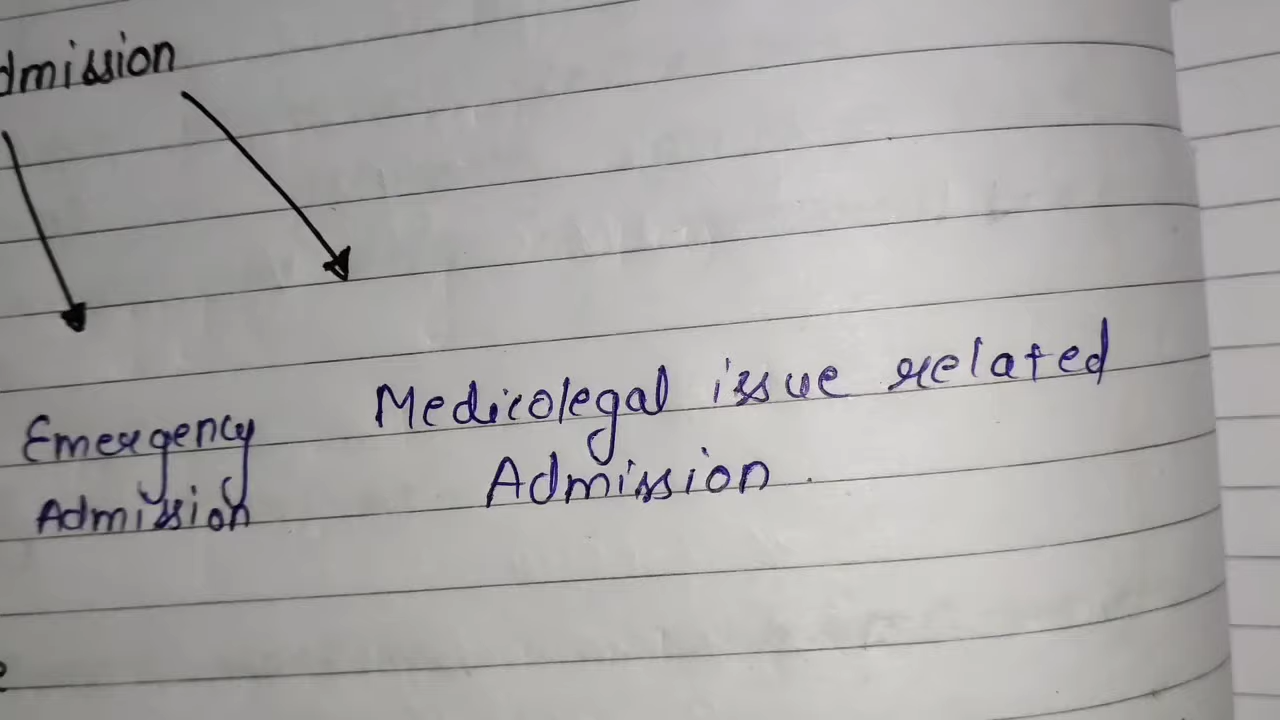 dmission
Emergency
Admission
Medicolegal issue related
Admission.